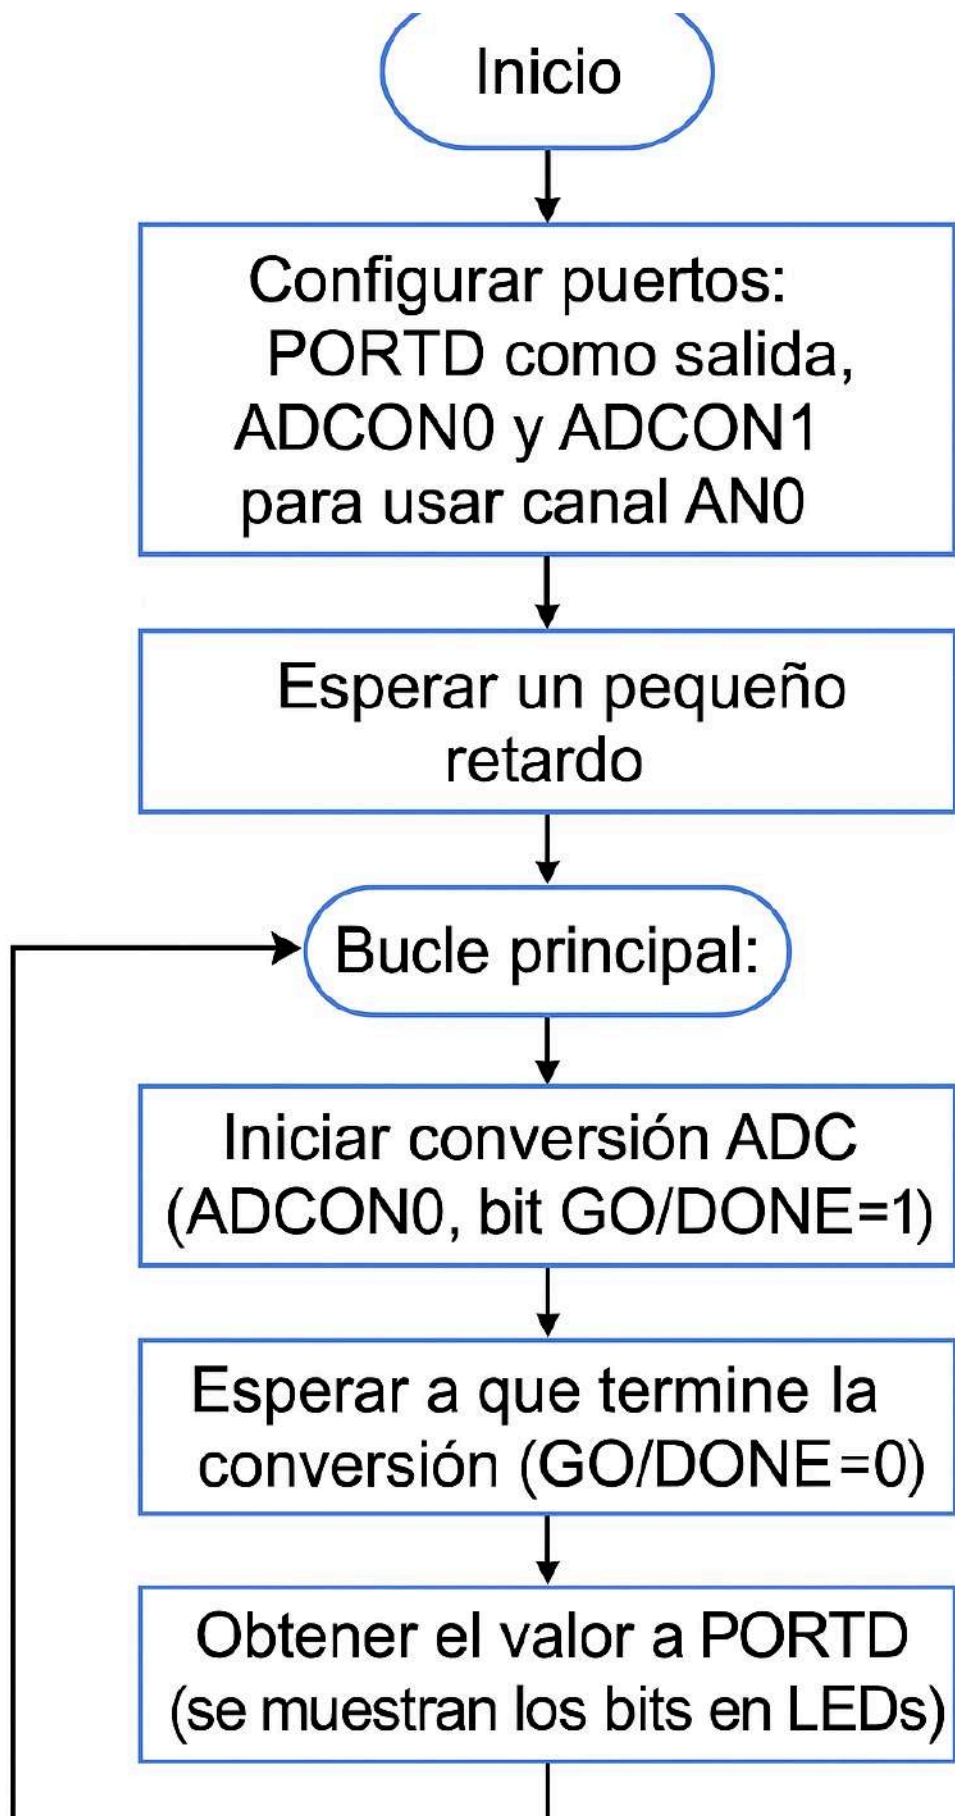 Inicio
Configurar puertos:
PORTD como salida,
ADCON0 y ADCON1
para usar canal AN0
Esperar un pequeño
retardo
Bucle principal:
Iniciar conversión ADC
(ADCON0, bit GO/DONE=1)
Esperar a que termine la
conversión (GO/DONE=0)
Obtener el valor a PORTD
(se muestran los bits en LEDs)